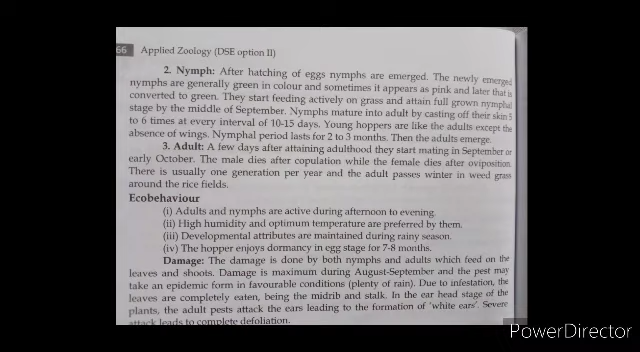 66 Applied Zoology (DSE option II)
2. Nymph: After hatching of eggs nymphs are emerged. The newly emerged
nymphs are generally green in colour and sometimes it appears as pink and later that is
converted to green. They start feeding actively on grass and attain full grown nymphal
stage by the middle of September. Nymphs mature into adult by casting off their skin 5
to 6 times at every interval of 10-15 days. Young hoppers are like the adults except the
absence of wings. Nymphal period lasts for 2 to 3 months. Then the adults emerge.
3. Adult: A few days after attaining adulthood they start mating in September or
early October. The male dies after copulation while the female dies after oviposition.
There is usually one generation per year and the adult passes winter in weed grass
around the rice fields.
Ecobehaviour
(i) Adults and nymphs are active during afternoon to evening.
(ii) High humidity and optimum temperature are preferred by them.
(iii) Developmental attributes are maintained during rainy season.
(iv) The hopper enjoys dormancy in egg stage for 7-8 months.
Damage: The damage is done by both nymphs and adults which feed on the
leaves and shoots. Damage is maximum during August-September and the pest may
take an epidemic form in favourable conditions (plenty of rain). Due to infestation, the
leaves are completely eaten, being the midrib and stalk. In the ear head stage of the
plants, the adult pests attack the ears leading to the formation of 'white ears'. Severe
attack leads to complete defoliation.
PowerDirector